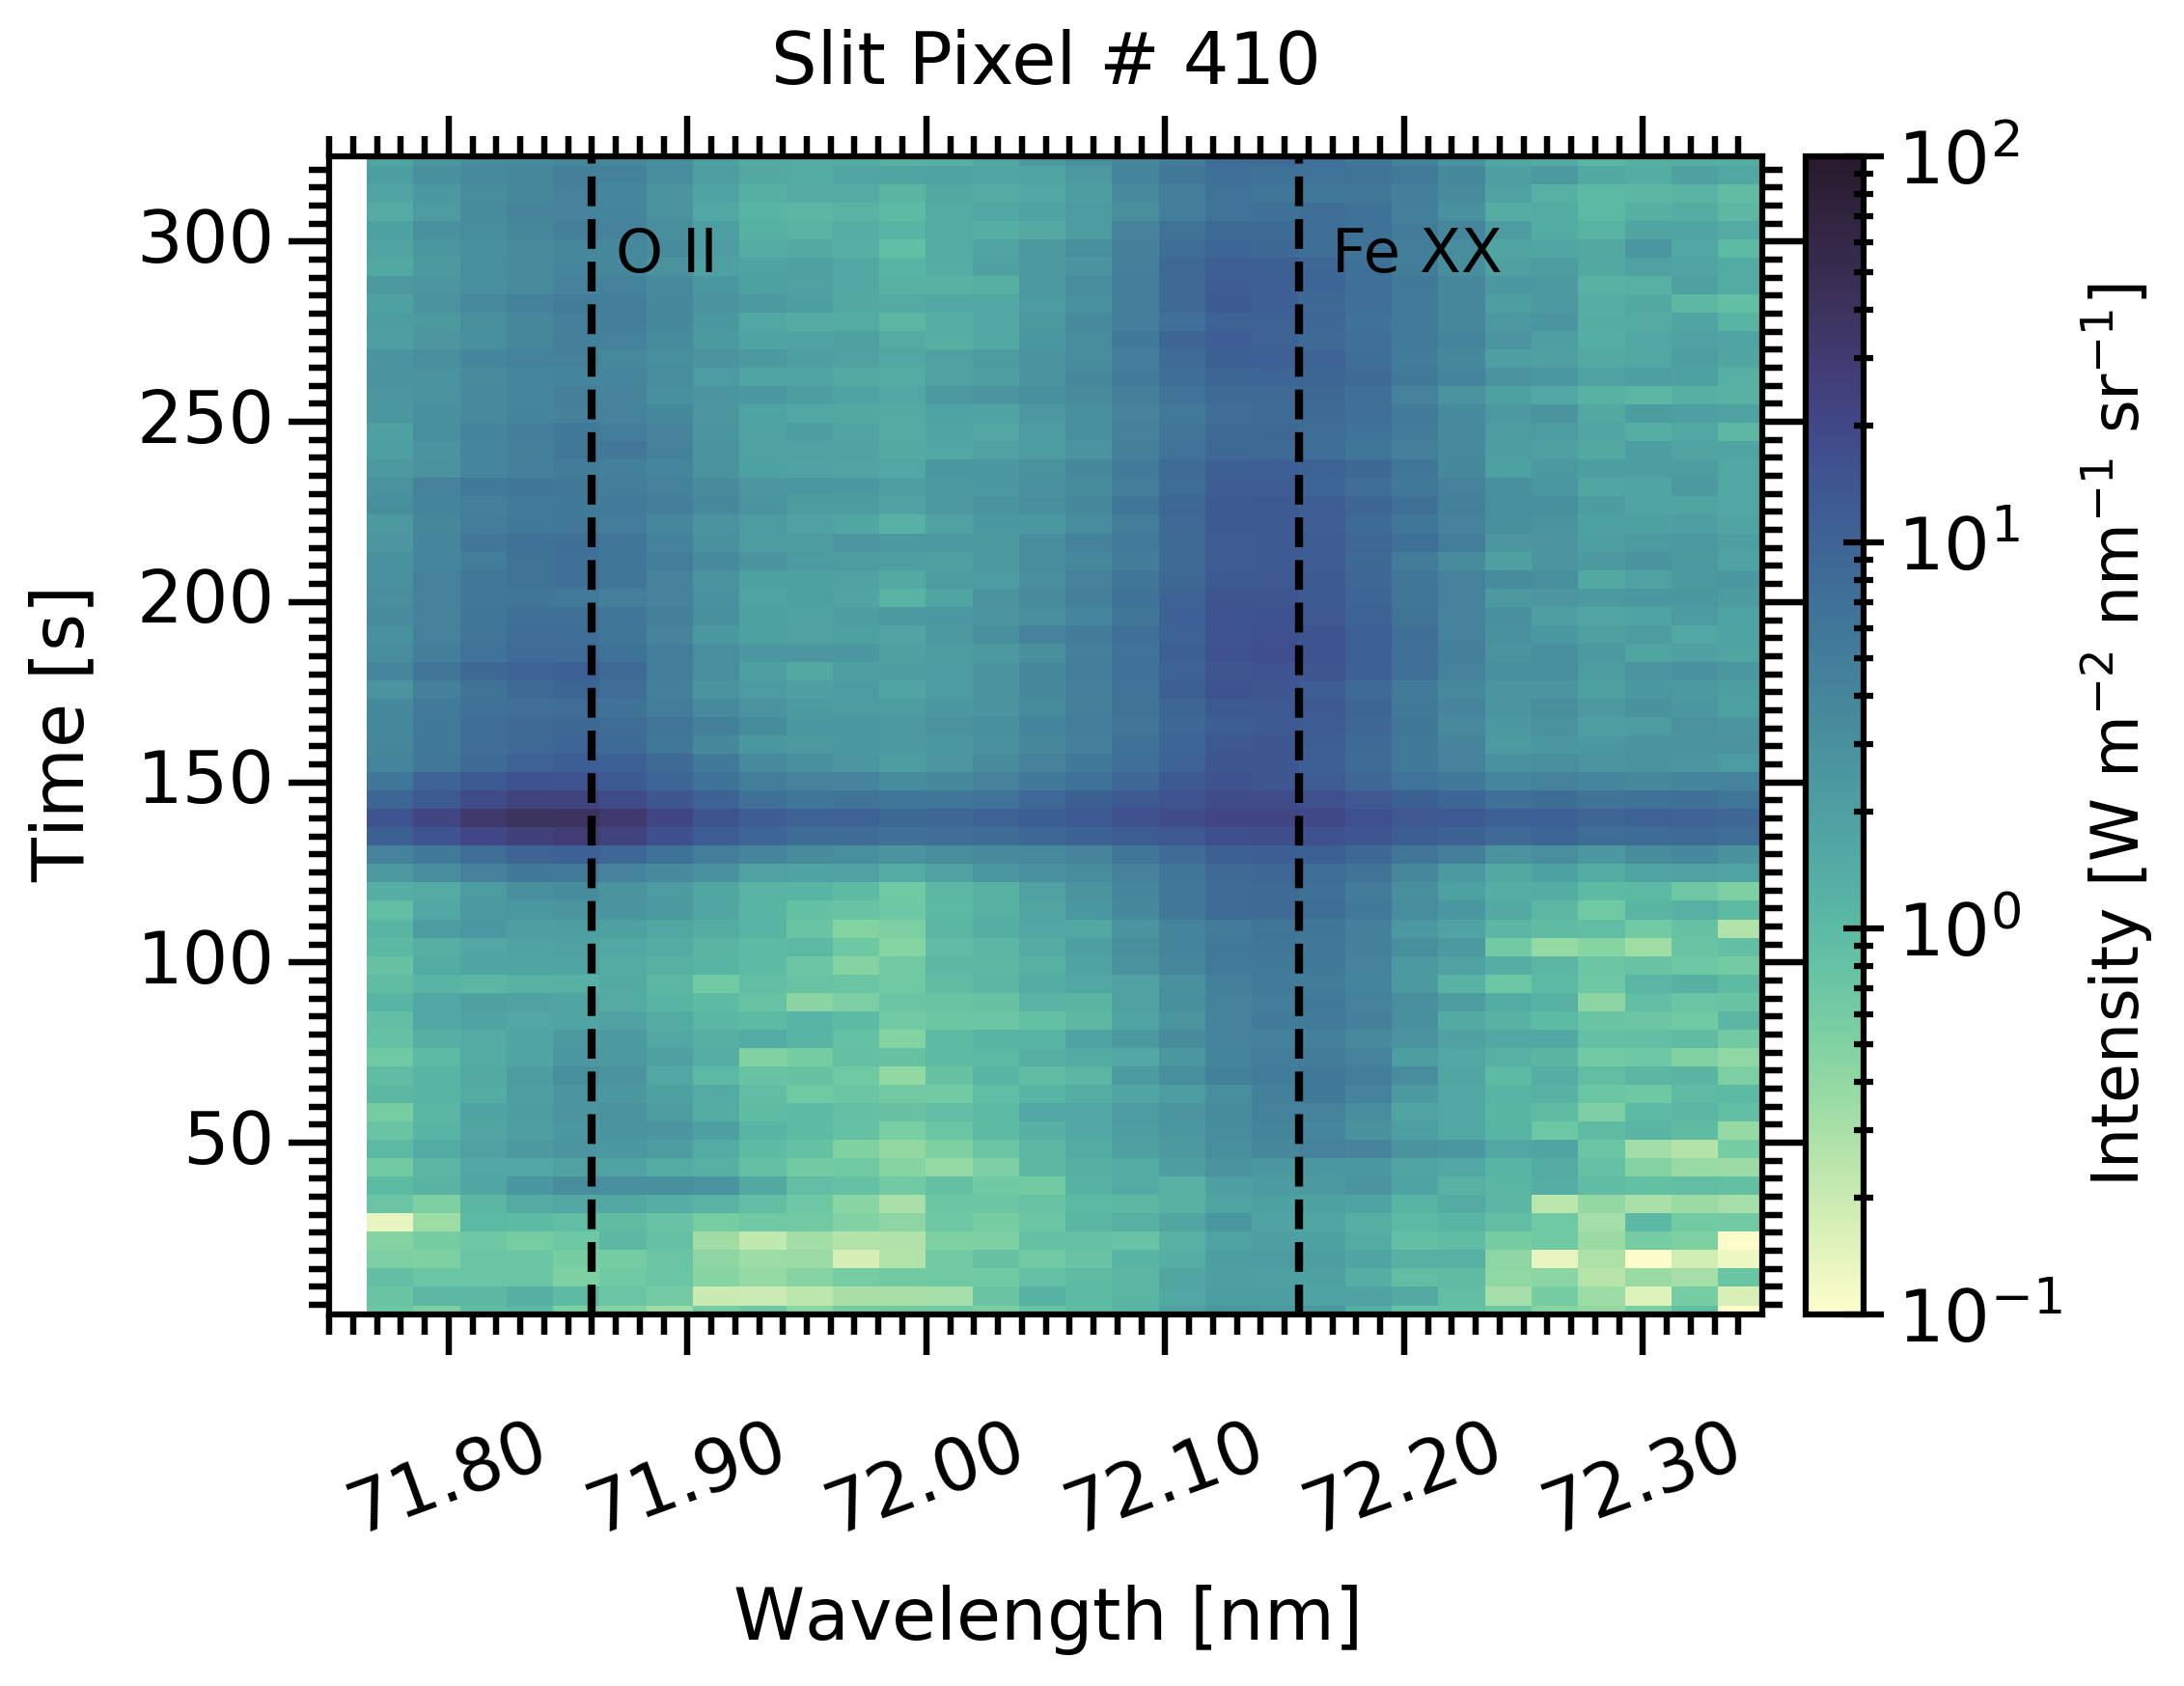 Slit Pixel # 410
10²
300
O II
Fe XX
250
10¹
200
Time [s]
150
Intensity [W m⁻² nm⁻¹ sr⁻¹]
100
10⁰
50
10⁻¹
71.80 71.90 72.00 72.10 72.20 72.30
Wavelength [nm]